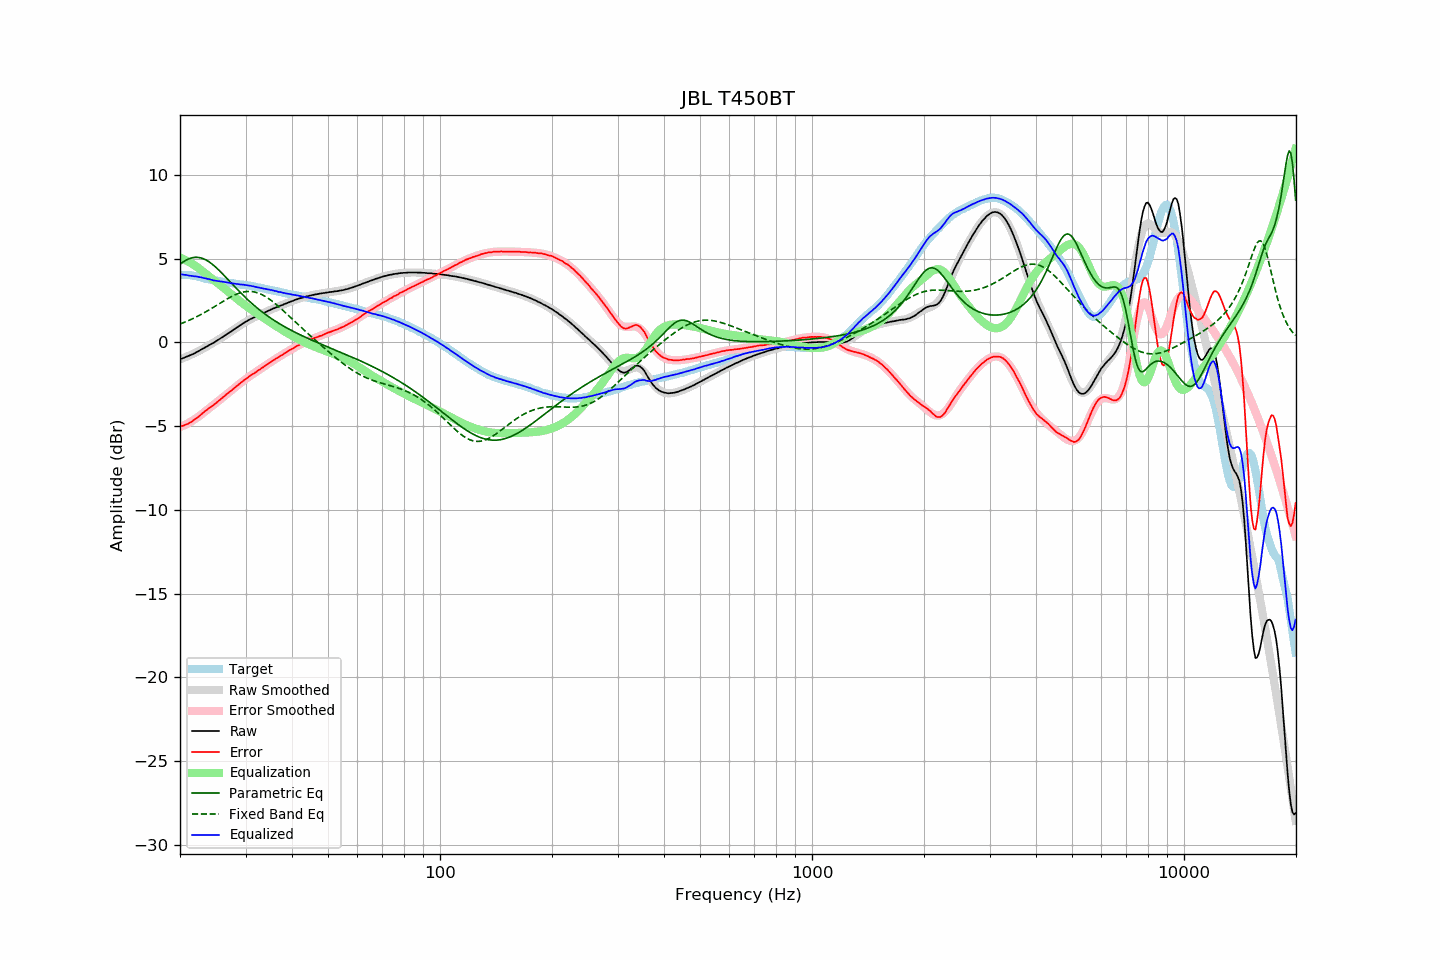 JBL T450BT
10
5
0
−5
−10
−15
−20
−25
−30
Amplitude (dBr)
Target
Raw Smoothed
Error Smoothed
Raw
Error
Equalization
Parametric Eq
Fixed Band Eq
Equalized
100
1000
10000
Frequency (Hz)